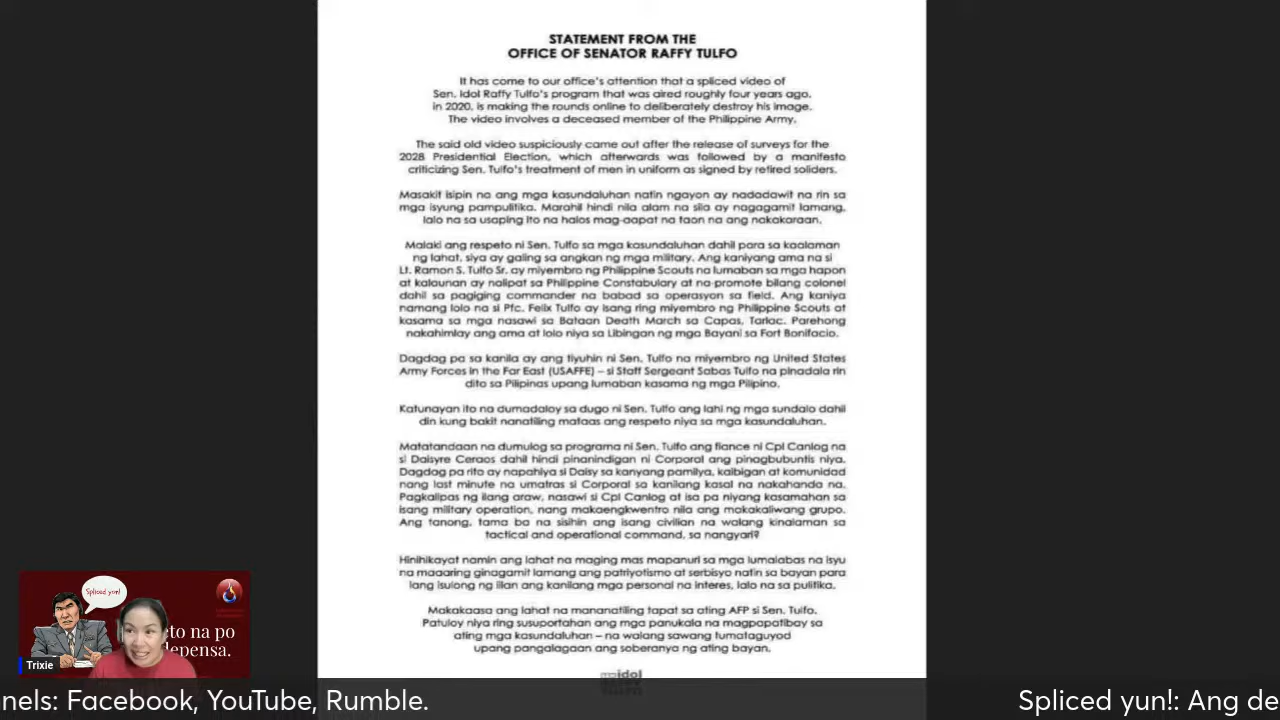 STATEMENT FROM THE
OFFICE OF SENATOR RAFFY TULFO
It has come to our office's attention that a spliced video of
Sen. Idol Raffy Tulfo's program that was aired roughly four years ago,
in 2020, is making the rounds online to deliberately destroy his image.
The video involves a deceased member of the Philippine Army.
The said old video suspiciously came out after the release of surveys for the
2028 Presidential Election, which afterwards was followed by a manifesto
criticizing Sen. Tulfo's treatment of men in uniform as signed by retired soliders.
Masakit isipin na ang mga kasundaluhan natin ngayon ay nadadawit na rin sa
mga isyung pampulitika. Marahil hindi nila alam na sila ay nagagamit lamang,
lalo na sa usaping ito na halos mag-aapat na taon na ang nakakaraan.
Malaki ang respeto ni Sen. Tulfo sa mga kasundaluhan dahil para sa kaalaman
ng lahat, siya ay galing sa angkan ng mga military. Ang kaniyang ama na si
Lt. Ramon S. Tulfo Sr. ay miyembro ng Philippine Scouts na lumaban sa mga hapon
at kalaunan ay nalipat sa Philippine Constabulary at na-promote bilang colonel
dahil sa pagiging commander na babad sa operasyon sa field. Ang kaniya
namang lolo na si Pfc. Felix Tulfo ay isang ring miyembro ng Philippine Scouts at
kasama sa mga nasawi sa Bataan Death March sa Capas, Tarlac. Parehong
nakahimlay ang ama at lolo niya sa Libingan ng mga Bayani sa Fort Bonifacio.
Dagdag pa sa kanila ay ang tiyuhin ni Sen. Tulfo na miyembro ng United States
Army Forces in the Far East (USAFFE) – si Staff Sergeant Sabas Tulfo na pinadala rin
dito sa Pilipinas upang lumaban kasama ng mga Pilipino.
Katunayan ito na dumadaloy sa dugo ni Sen. Tulfo ang lahi ng mga sundalo dahil
din kung bakit nanatiling mataas ang respeto niya sa mga kasundaluhan.
Matatandaan na dumulog sa programa ni Sen. Tulfo ang fiance ni Cpl Canlog na
si Daisyre Ceraos dahil hindi pinanindigan ni Corporal ang pinagbubuntis niya.
Dagdag pa rito ay napahiya si Daisy sa kanyang pamilya, kaibigan at komunidad
nang last minute na umatras si Corporal sa kanilang kasal na nakahanda na.
Pagkalipas ng ilang araw, nasawi si Cpl Canlog at isa pa niyang kasamahan sa
isang military operation, nang makaengkwentro nila ang makakaliwang grupo.
Ang tanong, tama ba na sisihin ang isang civilian na walang kinalaman sa
tactical and operational command, sa nangyari?
Hinihikayat namin ang lahat na maging mas mapanuri sa mga lumalabas na isyu
na maaaring ginagamit lamang ang patriyotismo at serbisyo natin sa bayan para
lang isulong ng iilan ang kanilang mga personal na interes, lalo na sa pulitika.
Makakaasa ang lahat na mananatiling tapat sa ating AFP si Sen. Tulfo.
Patuloy niya ring susuportahan ang mga panukala na magpapatibay sa
ating mga kasundaluhan – na walang sawang tumataguyod
upang pangalagaan ang soberanya ng ating bayie.
idol
Spliced yun!
to na po
depensa.
Trixie
nels: Facebook, YouTube, Rumble.
Spliced yun!: Ang de